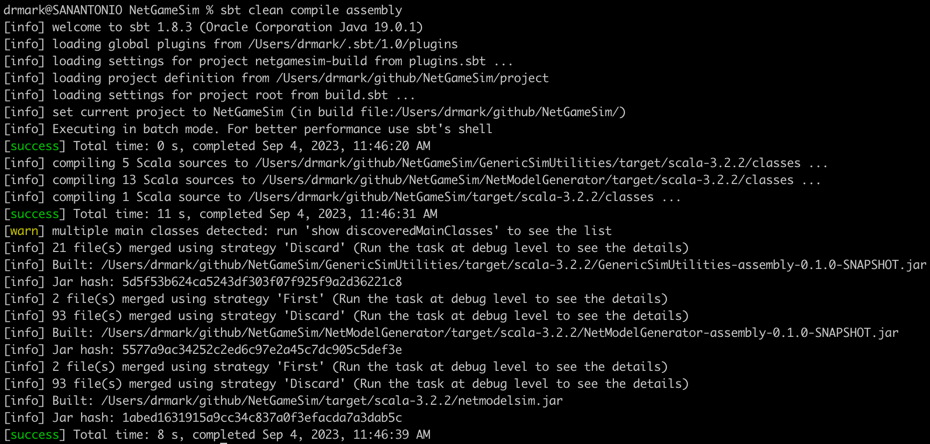 drmark@SANANTONIO NetGameSim % sbt clean compile assembly
[info] welcome to sbt 1.8.3 (Oracle Corporation Java 19.0.1)
[info] loading global plugins from /Users/drmark/.sbt/1.0/plugins
[info] loading settings for project netgamesim-build from plugins.sbt ...
[info] loading project definition from /Users/drmark/github/NetGameSim/project
[info] loading settings for project root from build.sbt ...
[info] set current project to NetGameSim (in build file:/Users/drmark/github/NetGameSim/)
[info] Executing in batch mode. For better performance use sbt's shell
[success] Total time: 0 s, completed Sep 4, 2023, 11:46:20 AM
[info] compiling 5 Scala sources to /Users/drmark/github/NetGameSim/GenericSimUtilities/target/scala-3.2.2/classes ...
[info] compiling 13 Scala sources to /Users/drmark/github/NetGameSim/NetModelGenerator/target/scala-3.2.2/classes ...
[info] compiling 1 Scala source to /Users/drmark/github/NetGameSim/target/scala-3.2.2/classes ...
[success] Total time: 11 s, completed Sep 4, 2023, 11:46:31 AM
[warn] multiple main classes detected: run 'show discoveredMainClasses' to see the list
[info] 21 file(s) merged using strategy 'Discard' (Run the task at debug level to see the details)
[info] Built: /Users/drmark/github/NetGameSim/GenericSimUtilities/target/scala-3.2.2/GenericSimUtilities-assembly-0.1.0-SNAPSHOT.jar
[info] Jar hash: 5d5f53b624ca5243df303f07f925f9a2d36221c8
[info] 2 file(s) merged using strategy 'First' (Run the task at debug level to see the details)
[info] 93 file(s) merged using strategy 'Discard' (Run the task at debug level to see the details)
[info] Built: /Users/drmark/github/NetGameSim/NetModelGenerator/target/scala-3.2.2/NetModelGenerator-assembly-0.1.0-SNAPSHOT.jar
[info] Jar hash: 5577a9ac34252c2ed6c97e2a45c7dc905c5def3e
[info] 2 file(s) merged using strategy 'First' (Run the task at debug level to see the details)
[info] 93 file(s) merged using strategy 'Discard' (Run the task at debug level to see the details)
[info] Built: /Users/drmark/github/NetGameSim/target/scala-3.2.2/netmodelsim.jar
[info] Jar hash: 1abed1631915a9cc34c837a0f3efacda7a3dab5c
[success] Total time: 8 s, completed Sep 4, 2023, 11:46:39 AM